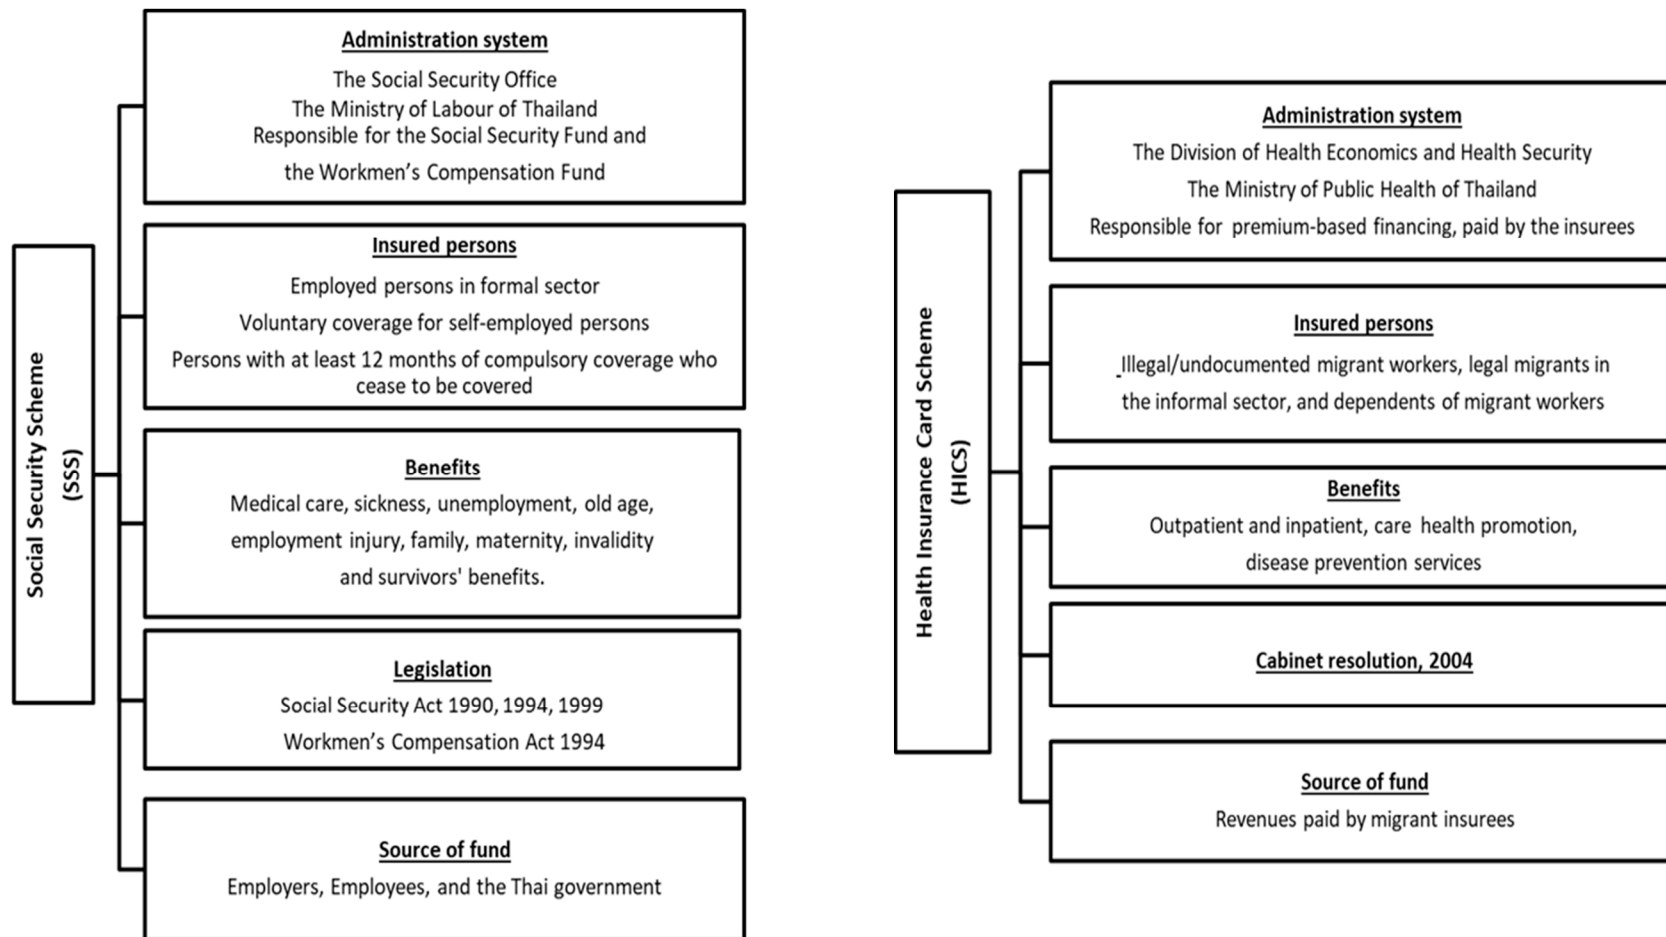 Social Security Scheme
(SSS)
Administration system
The Social Security Office
The Ministry of Labour of Thailand
Responsible for the Social Security Fund and
the Workmen’s Compensation Fund
Insured persons
Employed persons in formal sector
Voluntary coverage for self-employed persons
Persons with at least 12 months of compulsory coverage who
cease to be covered
Benefits
Medical care, sickness, unemployment, old age,
employment injury, family, maternity, invalidity
and survivors' benefits.
Legislation
Social Security Act 1990, 1994, 1999
Workmen’s Compensation Act 1994
Source of fund
Employers, Employees, and the Thai government
Health Insurance Card Scheme
(HICS)
Administration system
The Division of Health Economics and Health Security
The Ministry of Public Health of Thailand
Responsible for premium-based financing, paid by the insurees
Insured persons
Illegal/undocumented migrant workers, legal migrants in
the informal sector, and dependents of migrant workers
Benefits
Outpatient and inpatient, care health promotion,
disease prevention services
Cabinet resolution, 2004
Source of fund
Revenues paid by migrant insurees